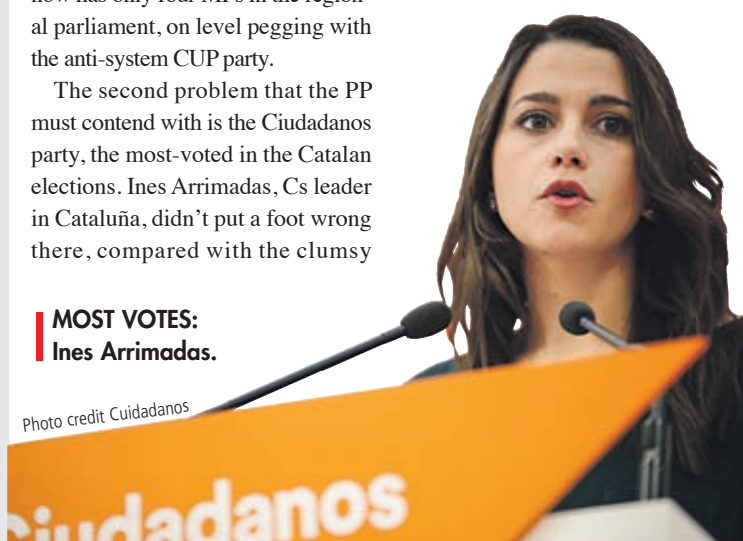 now has only four MPs in the region-
al parliament, on level pegging with
the anti-system CUP party.
The second problem that the PP
must contend with is the Ciudadanos
party, the most-voted in the Catalan
elections. Ines Arrimadas, Cs leader
in Cataluña, didn't put a foot wrong
there, compared with the clumsy
MOST VOTES:
Ines Arrimadas.
Photo credit Cuidadanos
Ciudadanos